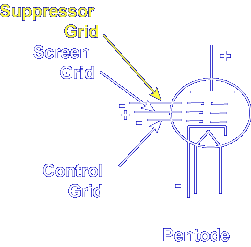 Suppressor
Grid
Screen
Grid
+
-
+
-
Control
Grid
-
Pentode